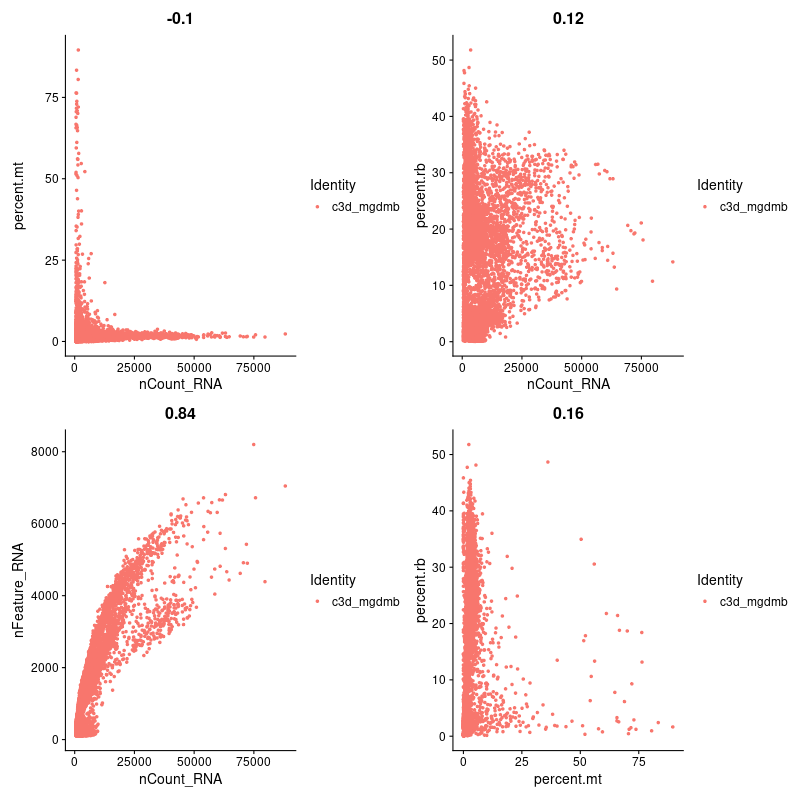 -0.1
percent.mt
75
50
25
0
0
25000
50000
75000
nCount_RNA
Identity
c3d_mgdmb
0.12
percent.rb
50
40
30
20
10
0
0
25000
50000
75000
nCount_RNA
Identity
c3d_mgdmb
0.84
nFeature_RNA
8000
6000
4000
2000
0
0
25000
50000
75000
nCount_RNA
Identity
c3d_mgdmb
0.16
percent.rb
50
40
30
20
10
0
0
25
50
75
percent.mt
Identity
c3d_mgdmb